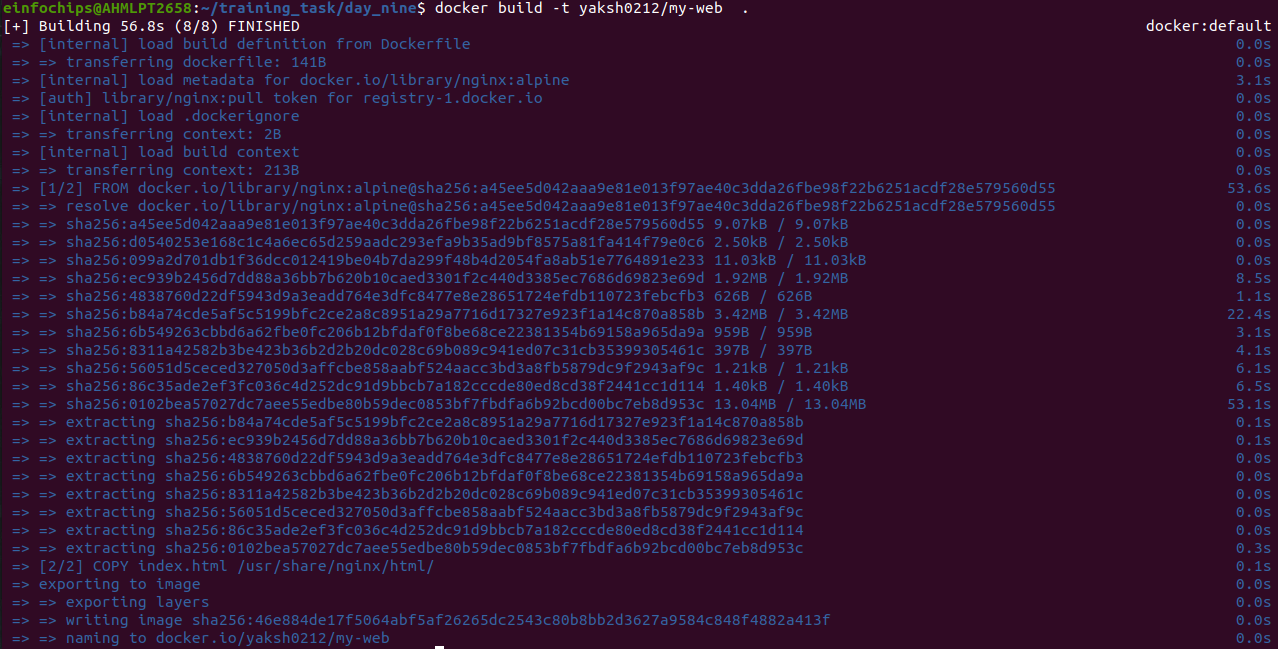 einfochips@AHMLPT2658:~/training_task/day_nine$ docker build -t yaksh0212/my-web  .
[+] Building 56.8s (8/8) FINISHED docker:default
=> [internal] load build definition from Dockerfile 0.0s
=> => transferring dockerfile: 141B 0.0s
=> [internal] load metadata for docker.io/library/nginx:alpine 3.1s
=> [auth] library/nginx:pull token for registry-1.docker.io 0.0s
=> [internal] load .dockerignore 0.0s
=> => transferring context: 2B 0.0s
=> [internal] load build context 0.0s
=> => transferring context: 213B 0.0s
=> [1/2] FROM docker.io/library/nginx:alpine@sha256:a45ee5d042aaa9e81e013f97ae40c3dda26fbe98f22b6251acdf28e579560d55 53.6s
=> => resolve docker.io/library/nginx:alpine@sha256:a45ee5d042aaa9e81e013f97ae40c3dda26fbe98f22b6251acdf28e579560d55 0.0s
=> => sha256:a45ee5d042aaa9e81e013f97ae40c3dda26fbe98f22b6251acdf28e579560d55 9.07kB / 9.07kB 0.0s
=> => sha256:d0540253e168c1c4a6ec65d259aadc293efa9b35ad9bf8575a81fa414f79e0c6 2.50kB / 2.50kB 0.0s
=> => sha256:099a2d701db1f36dcc012419be04b7da299f48b4d2054fa8ab51e7764891e233 11.03kB / 11.03kB 0.0s
=> => sha256:ec939b2456d7dd88a36bb7b620b10caed3301f2c440d3385ec7686d69823e69d 1.92MB / 1.92MB 8.5s
=> => sha256:4838760d22df5943d9a3eadd764e3dfc8477e8e28651724efdb110723febcfb3 626B / 626B 1.1s
=> => sha256:b84a74cde5af5c5199bfc2ce2a8c8951a29a7716d17327e923f1a14c870a858b 3.42MB / 3.42MB 22.4s
=> => sha256:6b549263cbbd6a62fbe0fc206b12bfdaf0f8be68ce22381354b69158a965da9a 959B / 959B 3.1s
=> => sha256:8311a42582b3be423b36b2d2b20dc028c69b089c941ed07c31cb35399305461c 397B / 397B 4.1s
=> => sha256:56051d5ceced327050d3affcbe858aabf524aacc3bd3a8fb5879dc9f2943af9c 1.21kB / 1.21kB 6.1s
=> => sha256:86c35ade2ef3fc036c4d252dc91d9bbcb7a182cccde80ed8cd38f2441cc1d114 1.40kB / 1.40kB 6.5s
=> => sha256:0102bea57027dc7aee55edbe80b59dec0853bf7fbdfa6b92bcd00bc7eb8d953c 13.04MB / 13.04MB 53.1s
=> => extracting sha256:b84a74cde5af5c5199bfc2ce2a8c8951a29a7716d17327e923f1a14c870a858b 0.1s
=> => extracting sha256:ec939b2456d7dd88a36bb7b620b10caed3301f2c440d3385ec7686d69823e69d 0.1s
=> => extracting sha256:4838760d22df5943d9a3eadd764e3dfc8477e8e28651724efdb110723febcfb3 0.0s
=> => extracting sha256:6b549263cbbd6a62fbe0fc206b12bfdaf0f8be68ce22381354b69158a965da9a 0.0s
=> => extracting sha256:8311a42582b3be423b36b2d2b20dc028c69b089c941ed07c31cb35399305461c 0.0s
=> => extracting sha256:56051d5ceced327050d3affcbe858aabf524aacc3bd3a8fb5879dc9f2943af9c 0.0s
=> => extracting sha256:86c35ade2ef3fc036c4d252dc91d9bbcb7a182cccde80ed8cd38f2441cc1d114 0.0s
=> => extracting sha256:0102bea57027dc7aee55edbe80b59dec0853bf7fbdfa6b92bcd00bc7eb8d953c 0.3s
=> [2/2] COPY index.html /usr/share/nginx/html/ 0.1s
=> exporting to image 0.0s
=> => exporting layers 0.0s
=> => writing image sha256:46e884de17f5064abf5af26265dc2543c80b8bb2d3627a9584c848f4882a413f 0.0s
=> => naming to docker.io/yaksh0212/my-web 0.0s